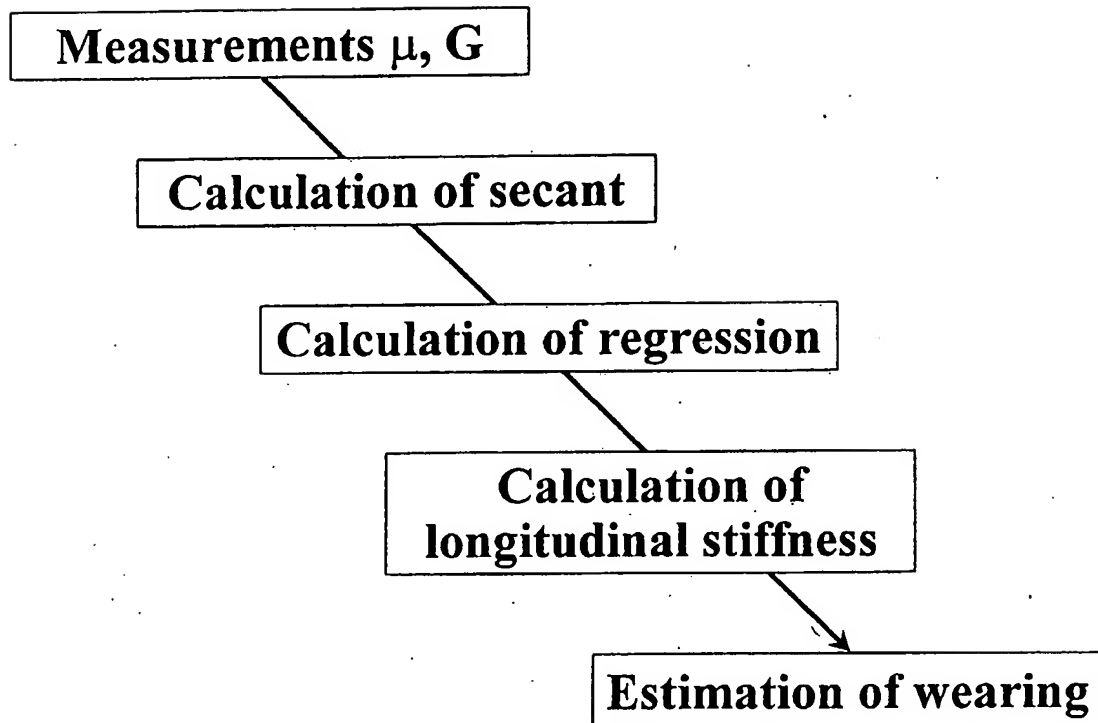 Measurements μ, G
Calculation of secant
Calculation of regression
Calculation of
longitudinal stiffness
Estimation of wearing